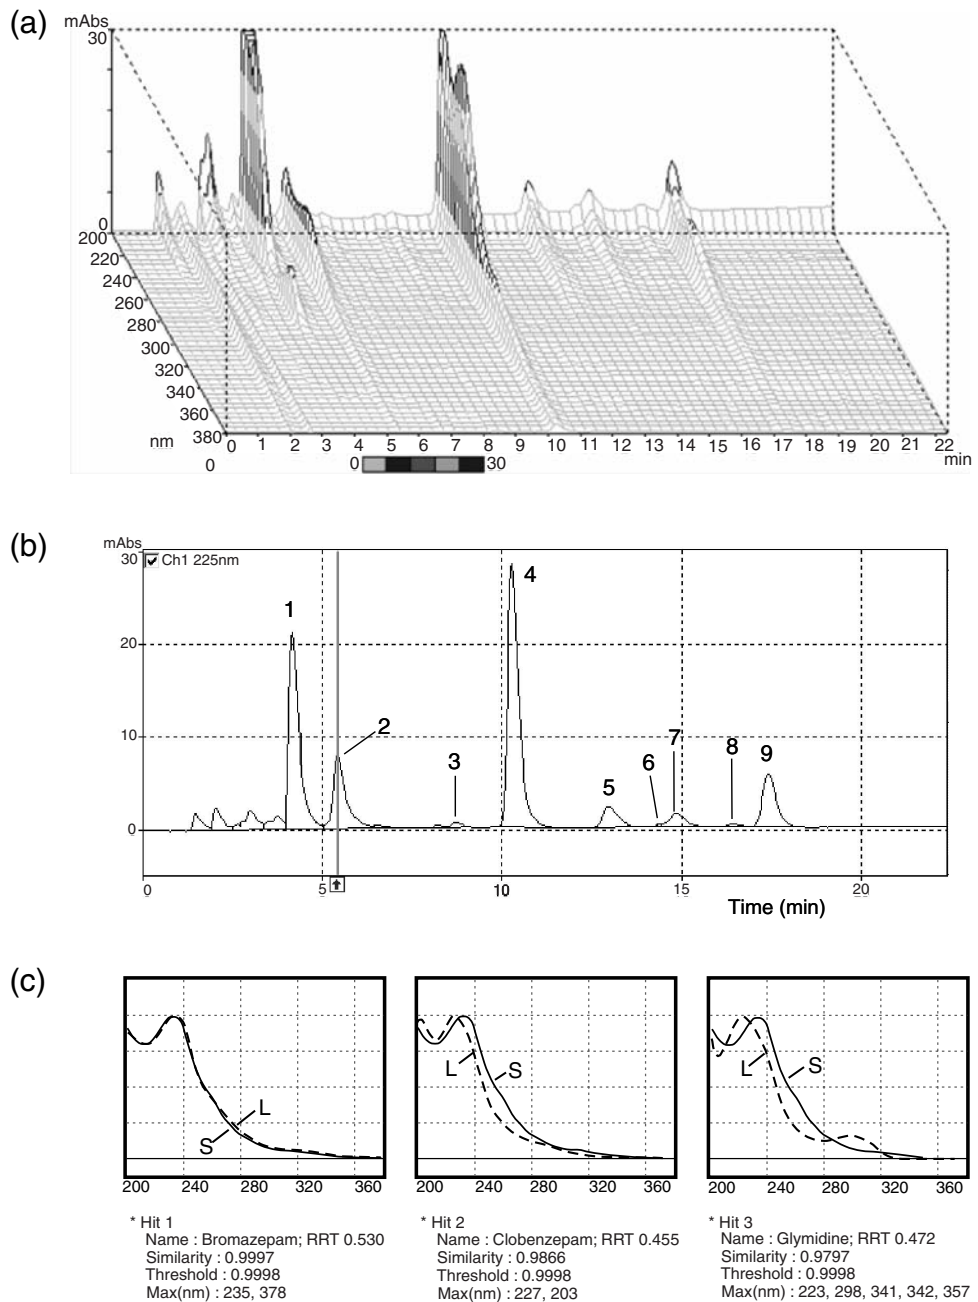 (a)
mAbs
30
0
200
220
240
260
280
300
320
340
360
380
nm
0
0 1 2 3 4 5 6 7 8 9 10 11 12 13 14 15 16 17 18 19 20 21 22
min
0 30
(b)
mAbs
30
Ch1 225nm
20
10
0
1
2
3
4
5
6
7
8
9
0 5 10 15 20
Time (min)
(c)
L
S
200 240 280 320 360
L
S
200 240 280 320 360
L
S
200 240 280 320 360
* Hit 1
Name : Bromazepam; RRT 0.530
Similarity : 0.9997
Threshold : 0.9998
Max(nm) : 235, 378
* Hit 2
Name : Clobenzepam; RRT 0.455
Similarity : 0.9866
Threshold : 0.9998
Max(nm) : 227, 203
* Hit 3
Name : Glymidine; RRT 0.472
Similarity : 0.9797
Threshold : 0.9998
Max(nm) : 223, 298, 341, 342, 357